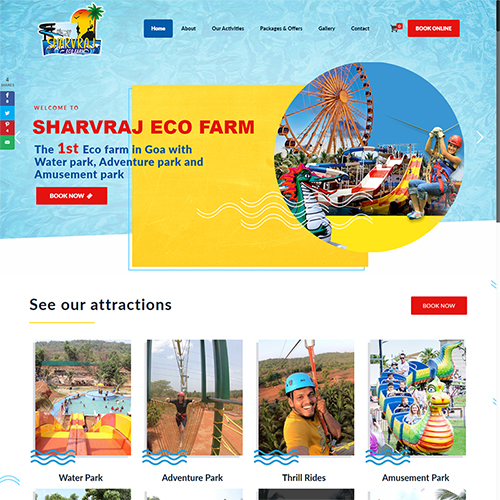 SHARVRAJ
Home About Our Activities Packages & Offers Gallery Contact 0 BOOK ONLINE
4
SHARES
WELCOME TO
SHARVRAJ ECO FARM
The 1st Eco farm in Goa with
Water park, Adventure park and
Amusement park
BOOK NOW
See our attractions
BOOK NOW
Water Park
Adventure Park
Thrill Rides
Amusement Park